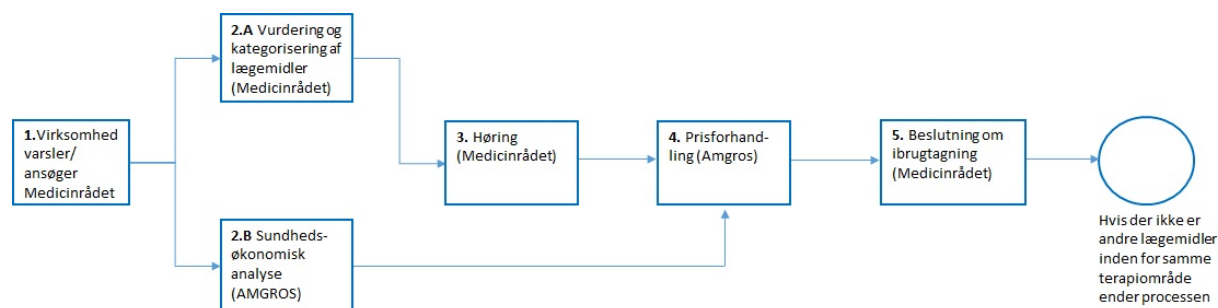 1.Virksomhed
varsler/
ansøger
Medicinrådet
2.A Vurdering og
kategorisering af
lægemidler
(Medicinrådet)
2.B Sundheds-
økonomisk
analyse
(AMGROS)
3. Høring
(Medicinrådet)
4. Prisforhand-
ling (Amgros)
5. Beslutning om
ibrugtagning
(Medicinrådet)
Hvis der ikke er
andre lægemidler
inden for samme
terapiområde
ender processen